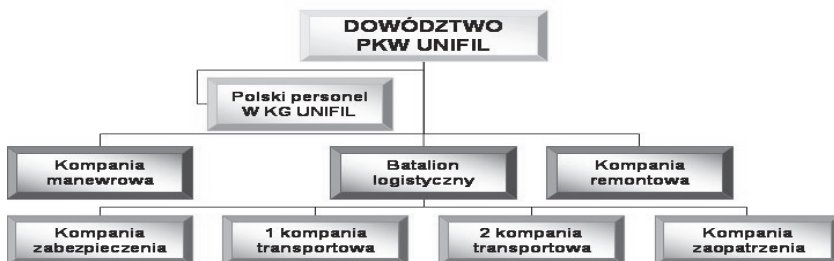 DOWÓDZTWO
PKW UNIFIL
Polski personel
W KG UNIFIL
Kompania
manewrowa
Batalion
logistyczny
Kompania
remontowa
Kompania
zabezpieczenia
1 kompania
transportowa
2 kompania
transportowa
Kompania
zaopatrzenia